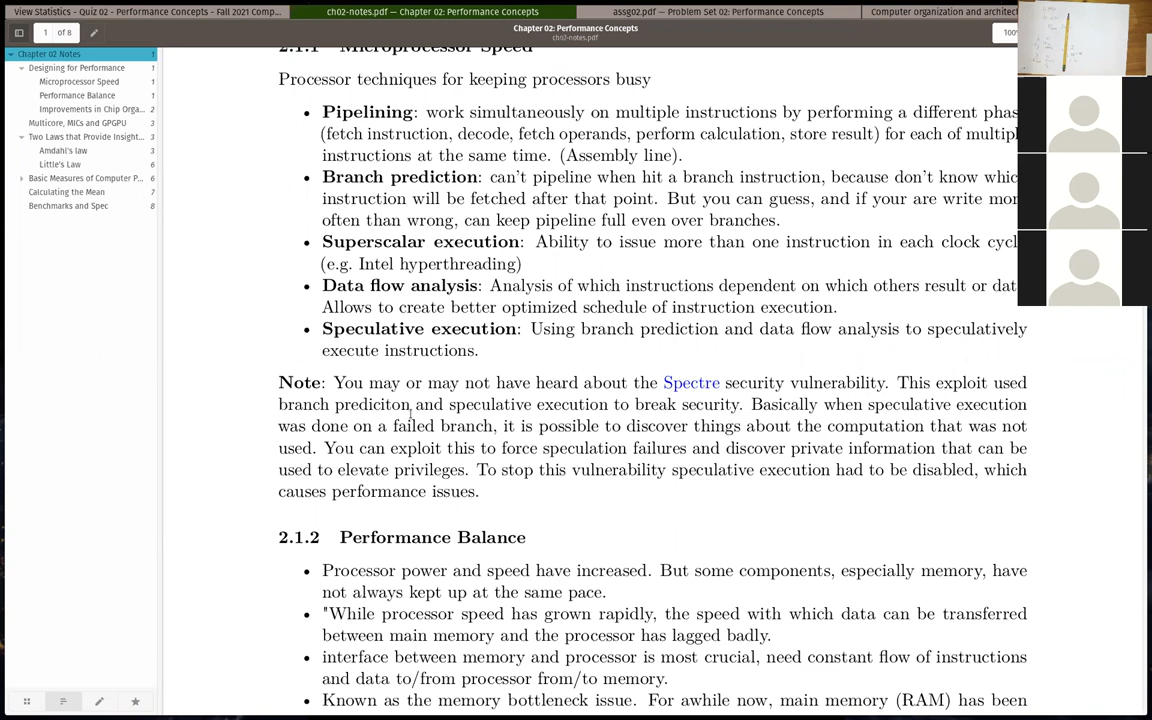 View Statistics - Quiz 02 - Performance Concepts - Fall 2021 Comp...
ch02-notes.pdf — Chapter 02: Performance Concepts
assg02.pdf — Problem Set 02: Performance Concepts
Computer organization and architect
1 of 8
Chapter 02: Performance Concepts
ch02-notes.pdf
100%
Chapter 02 Notes 1
Designing for Performance 1
Microprocessor Speed 1
Performance Balance 1
Improvements in Chip Orga... 2
Multicore, MICs and GPGPU 3
Two Laws that Provide Insight... 3
Amdahl's law 3
Little's Law 6
Basic Measures of Computer P... 6
Calculating the Mean 7
Benchmarks and Spec 8
2.1.1 Microprocessor Speed
Processor techniques for keeping processors busy
• Pipelining: work simultaneously on multiple instructions by performing a different phas
(fetch instruction, decode, fetch operands, perform calculation, store result) for each of multipl
instructions at the same time. (Assembly line).
• Branch prediction: can't pipeline when hit a branch instruction, because don't know whic
instruction will be fetched after that point. But you can guess, and if your are write mor
often than wrong, can keep pipeline full even over branches.
• Superscalar execution: Ability to issue more than one instruction in each clock cycl
(e.g. Intel hyperthreading)
• Data flow analysis: Analysis of which instructions dependent on which others result or dat
Allows to create better optimized schedule of instruction execution.
• Speculative execution: Using branch prediction and data flow analysis to speculatively
execute instructions.
Note: You may or may not have heard about the Spectre security vulnerability. This exploit used
branch prediciton and speculative execution to break security. Basically when speculative execution
was done on a failed branch, it is possible to discover things about the computation that was not
used. You can exploit this to force speculation failures and discover private information that can be
used to elevate privileges. To stop this vulnerability speculative execution had to be disabled, which
causes performance issues.
2.1.2 Performance Balance
• Processor power and speed have increased. But some components, especially memory, have
not always kept up at the same pace.
• "While processor speed has grown rapidly, the speed with which data can be transferred
between main memory and the processor has lagged badly.
• interface between memory and processor is most crucial, need constant flow of instructions
and data to/from processor from/to memory.
• Known as the memory bottleneck issue. For awhile now, main memory (RAM) has been